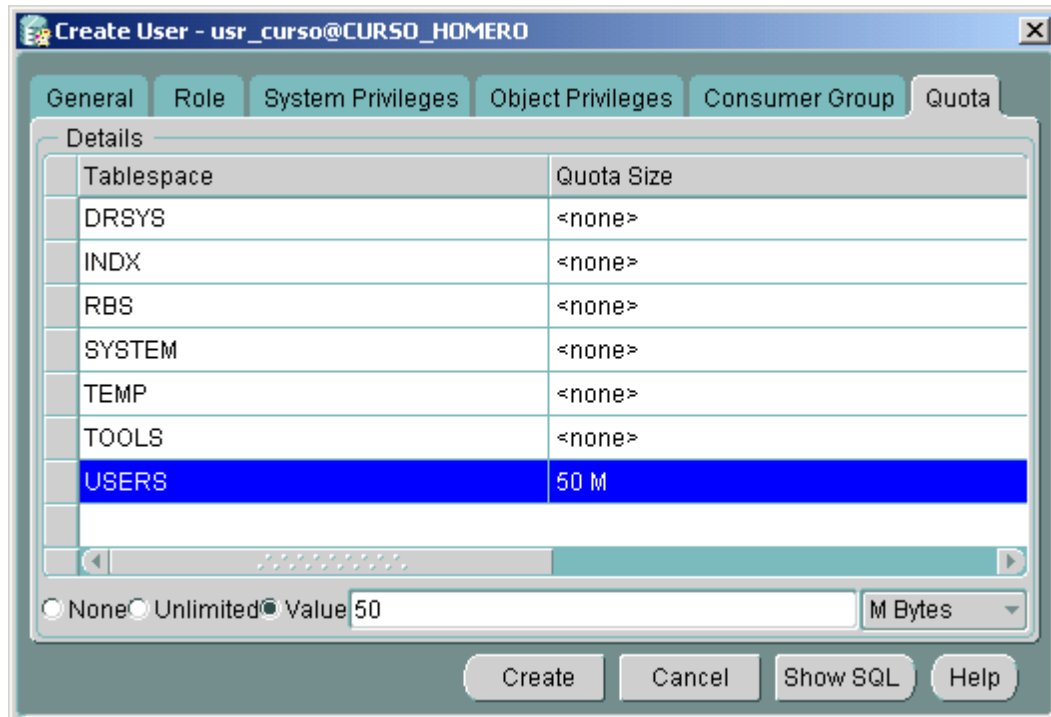 Create User - usr_curso@CURSO_HOMERO
General Role System Privileges Object Privileges Consumer Group Quota
Details
Tablespace Quota Size
DRSYS <none>
INDX <none>
RBS <none>
SYSTEM <none>
TEMP <none>
TOOLS <none>
USERS 50 M
None Unlimited Value 50 M Bytes
Create Cancel Show SQL Help